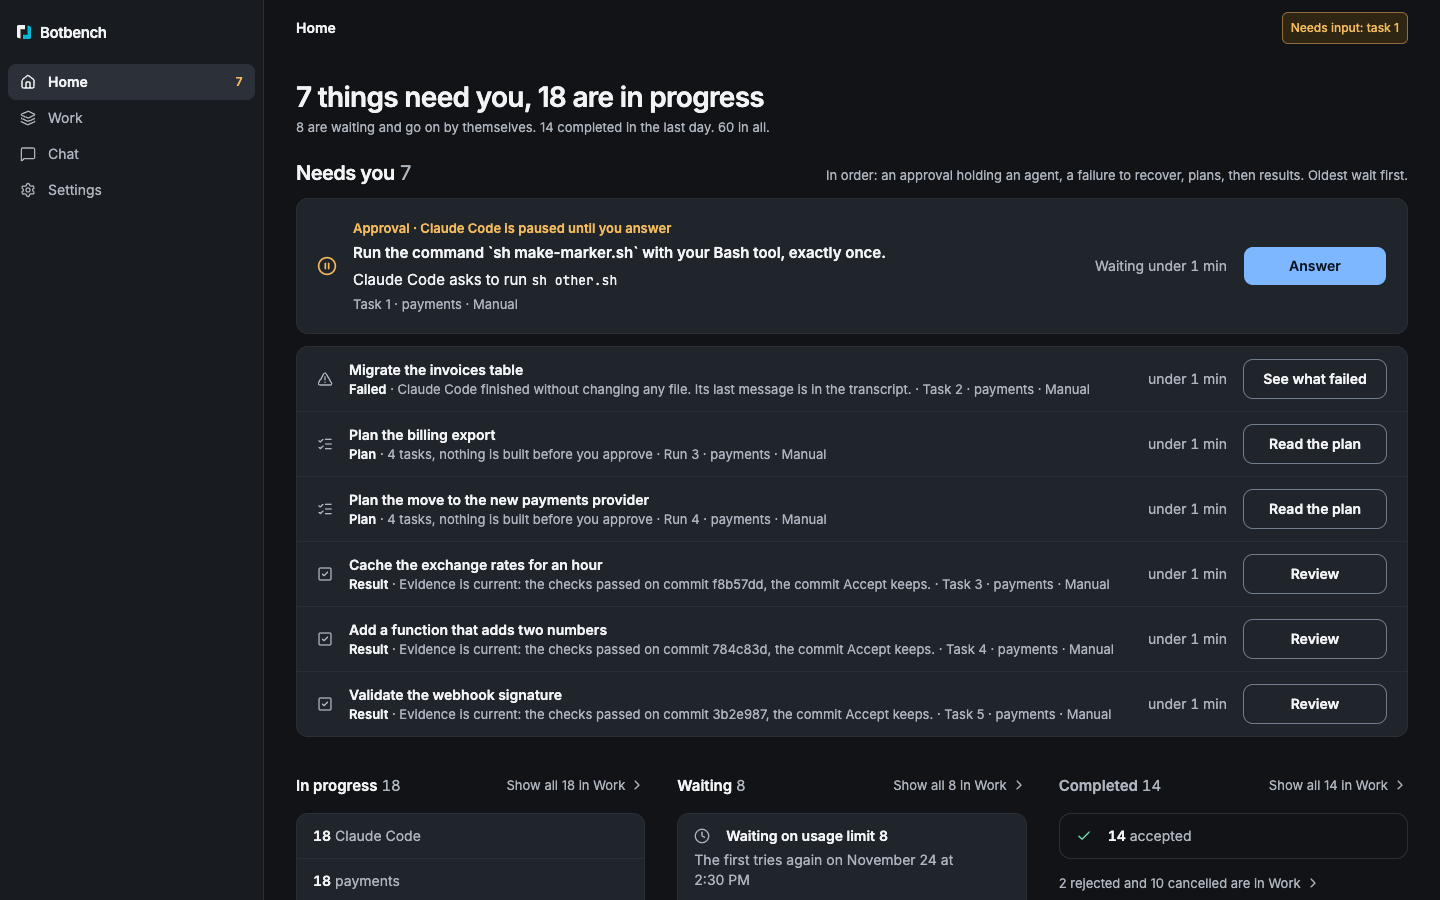 Botbench
Home
7
Work
Chat
Settings
Home
Needs input: task 1
7 things need you, 18 are in progress
8 are waiting and go on by themselves. 14 completed in the last day. 60 in all.
Needs you 7
In order: an approval holding an agent, a failure to recover, plans, then results. Oldest wait first.
Approval · Claude Code is paused until you answer
Run the command `sh make-marker.sh` with your Bash tool, exactly once.
Claude Code asks to run sh other.sh
Task 1 · payments · Manual
Waiting under 1 min
Answer
Migrate the invoices table
Failed · Claude Code finished without changing any file. Its last message is in the transcript. · Task 2 · payments · Manual
under 1 min
See what failed
Plan the billing export
Plan · 4 tasks, nothing is built before you approve · Run 3 · payments · Manual
under 1 min
Read the plan
Plan the move to the new payments provider
Plan · 4 tasks, nothing is built before you approve · Run 4 · payments · Manual
under 1 min
Read the plan
Cache the exchange rates for an hour
Result · Evidence is current: the checks passed on commit f8b57dd, the commit Accept keeps. · Task 3 · payments · Manual
under 1 min
Review
Add a function that adds two numbers
Result · Evidence is current: the checks passed on commit 784c83d, the commit Accept keeps. · Task 4 · payments · Manual
under 1 min
Review
Validate the webhook signature
Result · Evidence is current: the checks passed on commit 3b2e987, the commit Accept keeps. · Task 5 · payments · Manual
under 1 min
Review
In progress 18
Show all 18 in Work
18 Claude Code
18 payments
Waiting 8
Show all 8 in Work
Waiting on usage limit 8
The first tries again on November 24 at
2:30 PM
Completed 14
Show all 14 in Work
14 accepted
2 rejected and 10 cancelled are in Work